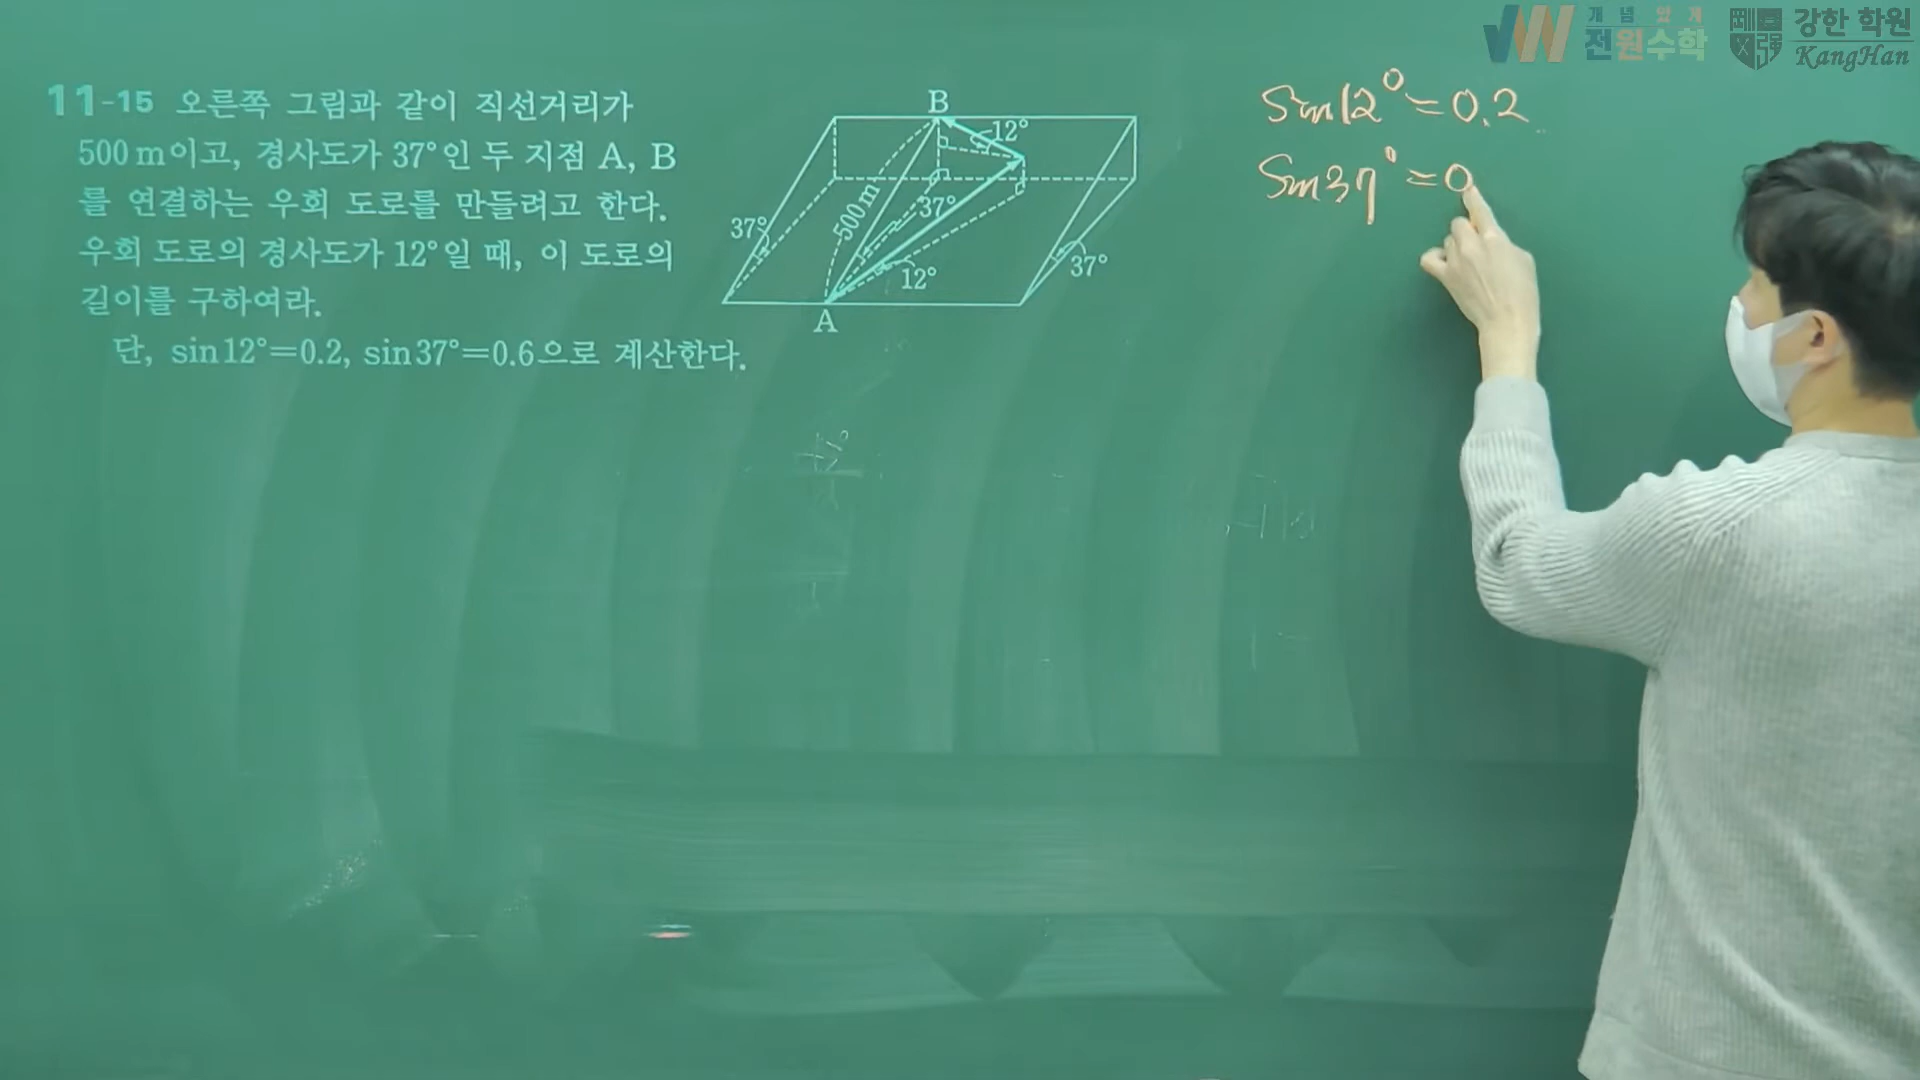 개념있게
전원수학
강한 학원
KangHan
11-15 오른쪽 그림과 같이 직선거리가
500 m이고, 경사도가 37°인 두 지점 A, B
를 연결하는 우회 도로를 만들려고 한다.
우회 도로의 경사도가 12°일 때, 이 도로의
길이를 구하여라.
단, sin12°=0.2, sin37°=0.6으로 계산한다.
B
12°
37°
500 m
37°
12°
37°
A
sin12°=0.2
sin37°=0